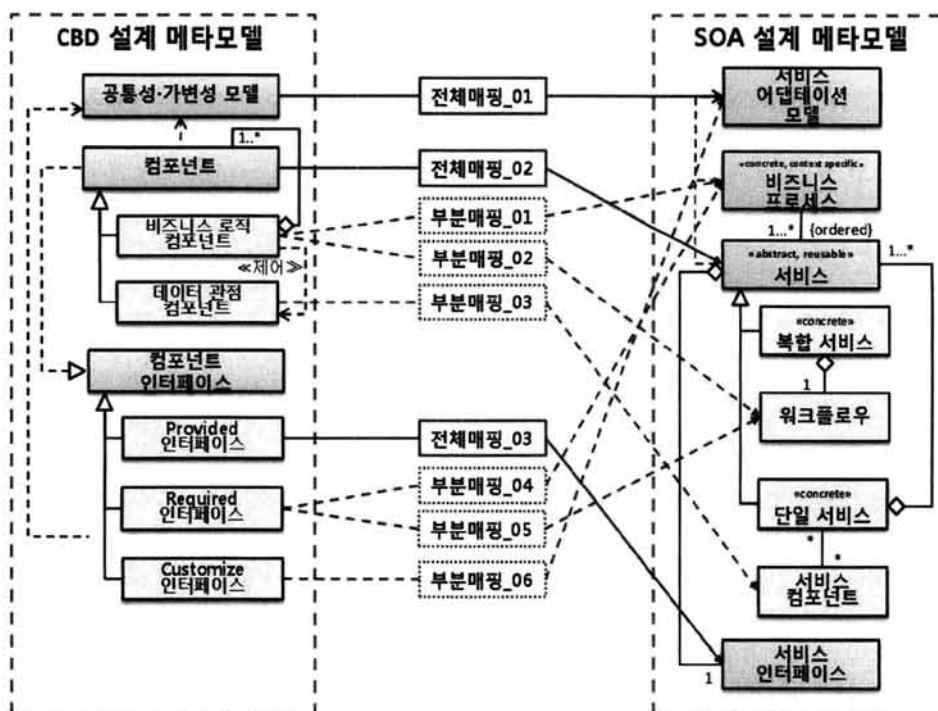 CBD 설계 메타모델
공통성·가변성 모델
1..*
컴포넌트
비즈니스 로직
컴포넌트
≪제어≫
데이터 관점
컴포넌트
컴포넌트
인터페이스
Provided
인터페이스
Required
인터페이스
Customize
인터페이스
전체매핑_01
전체매핑_02
부분매핑_01
부분매핑_02
부분매핑_03
전체매핑_03
부분매핑_04
부분매핑_05
부분매핑_06
SOA 설계 메타모델
서비스
어댑테이션
모델
«concrete, context specific»
비즈니스
프로세스
1...* {ordered}
1...*
«abstract, reusable»
서비스
«concrete»
복합 서비스
1
워크플로우
«concrete»
단일 서비스
*
*
서비스
컴포넌트
서비스
인터페이스
1